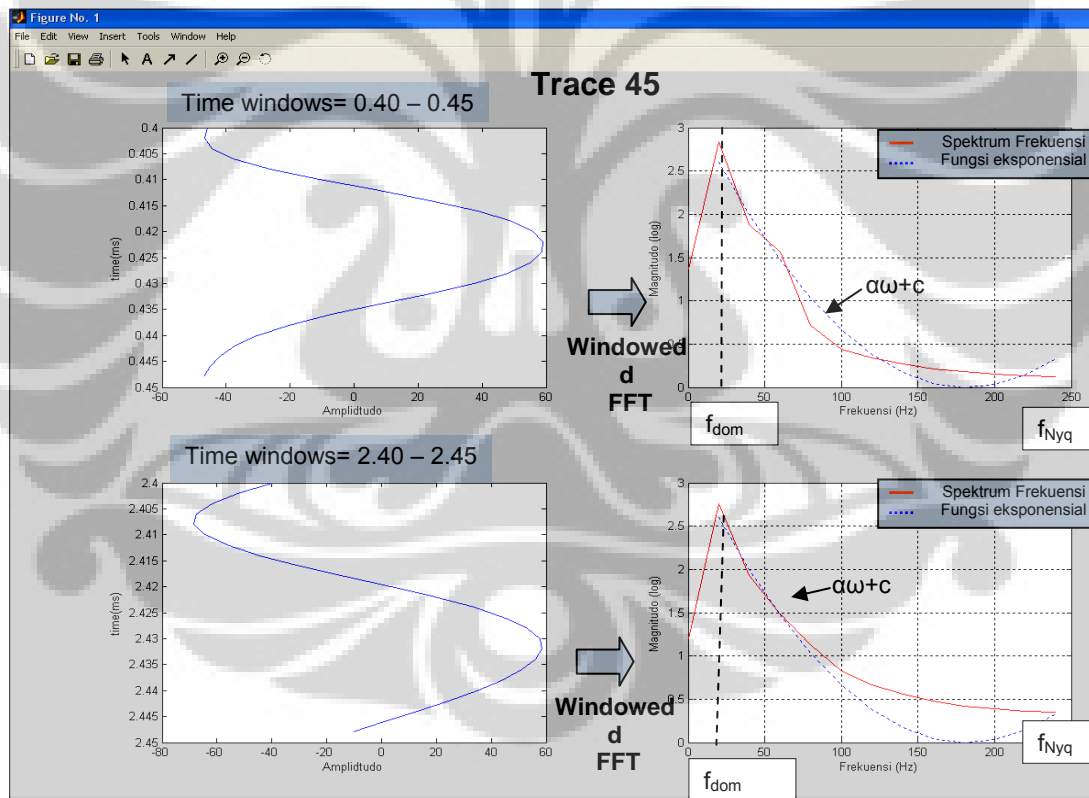 Figure No. 1
File Edit View Insert Tools Window Help
A
Trace 45
Time windows= 0.40 – 0.45
0.4
0.405
0.41
0.415
0.42
0.425
0.43
0.435
0.44
0.445
0.45
time(ms)
-60 -40 -20 0 20 40 60
Amplidtudo
Windowed
d
FFT
3
2.5
2
1.5
1
0.5
0
Magnitudo (log)
0 50 100 150 200 250
Frekuensi (Hz)
Spektrum Frekuensi
Fungsi eksponensial
αω+c
fdom
fNyq
Time windows= 2.40 – 2.45
2.4
2.405
2.41
2.415
2.42
2.425
2.43
2.435
2.44
2.445
2.45
time(ms)
-80 -60 -40 -20 0 20 40 60
Amplidtudo
Windowed
d
FFT
3
2.5
2
1.5
1
0.5
0
Magnitudo (log)
0 50 100 150 200
Frekuensi (Hz)
Spektrum Frekuensi
Fungsi eksponensial
αω+c
fdom
fNyq